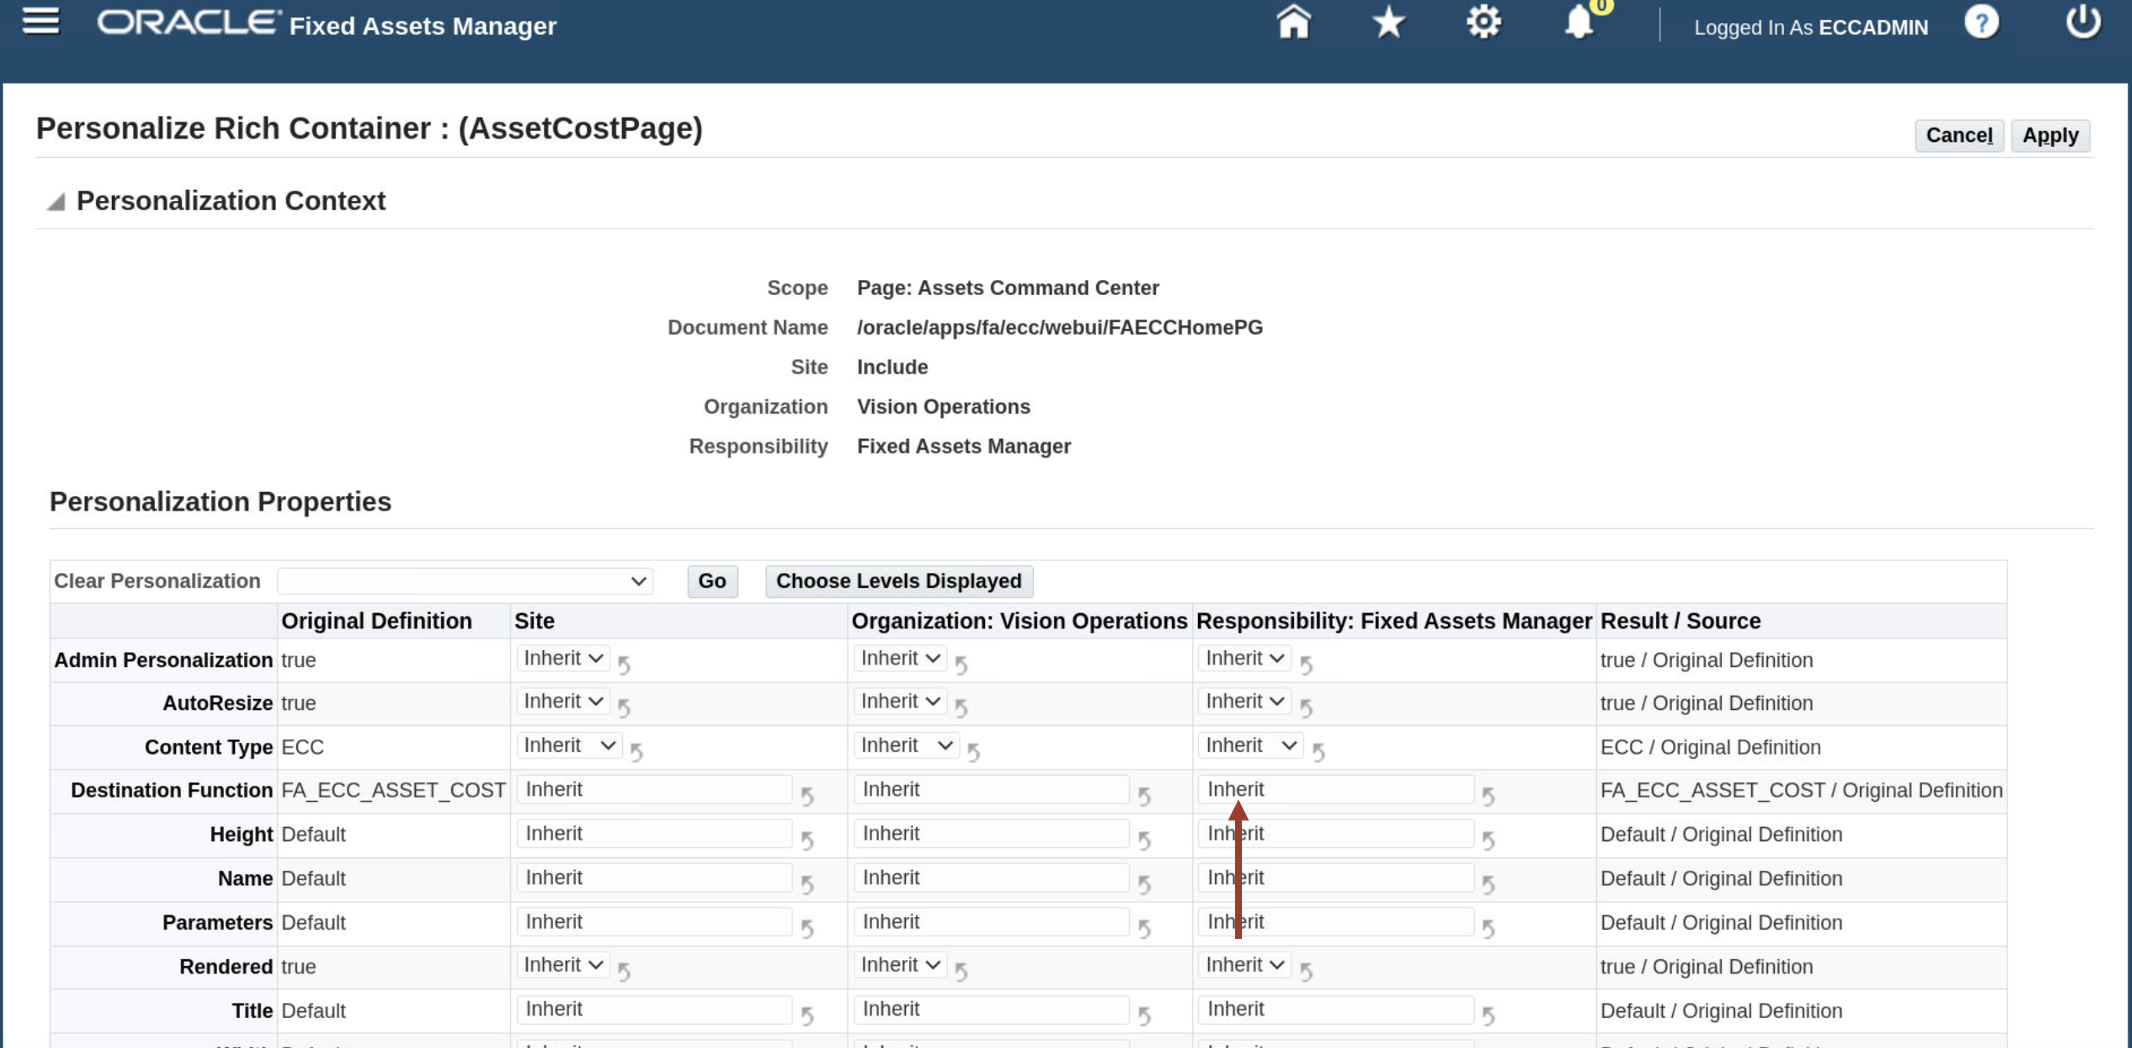 ORACLE Fixed Assets Manager 0 Logged In As ECCADMIN ?
Personalize Rich Container : (AssetCostPage) Cancel Apply
Personalization Context
Scope Page: Assets Command Center
Document Name /oracle/apps/fa/ecc/webui/FAECCHomePG
Site Include
Organization Vision Operations
Responsibility Fixed Assets Manager
Personalization Properties
Clear Personalization Go Choose Levels Displayed
Original Definition Site Organization: Vision Operations Responsibility: Fixed Assets Manager Result / Source
Admin Personalization true Inherit Inherit Inherit true / Original Definition
AutoResize true Inherit Inherit Inherit true / Original Definition
Content Type ECC Inherit Inherit Inherit ECC / Original Definition
Destination Function FA_ECC_ASSET_COST Inherit Inherit Inherit FA_ECC_ASSET_COST / Original Definition
Height Default Inherit Inherit Inherit Default / Original Definition
Name Default Inherit Inherit Inherit Default / Original Definition
Parameters Default Inherit Inherit Inherit Default / Original Definition
Rendered true Inherit Inherit Inherit true / Original Definition
Title Default Inherit Inherit Inherit Default / Original Definition